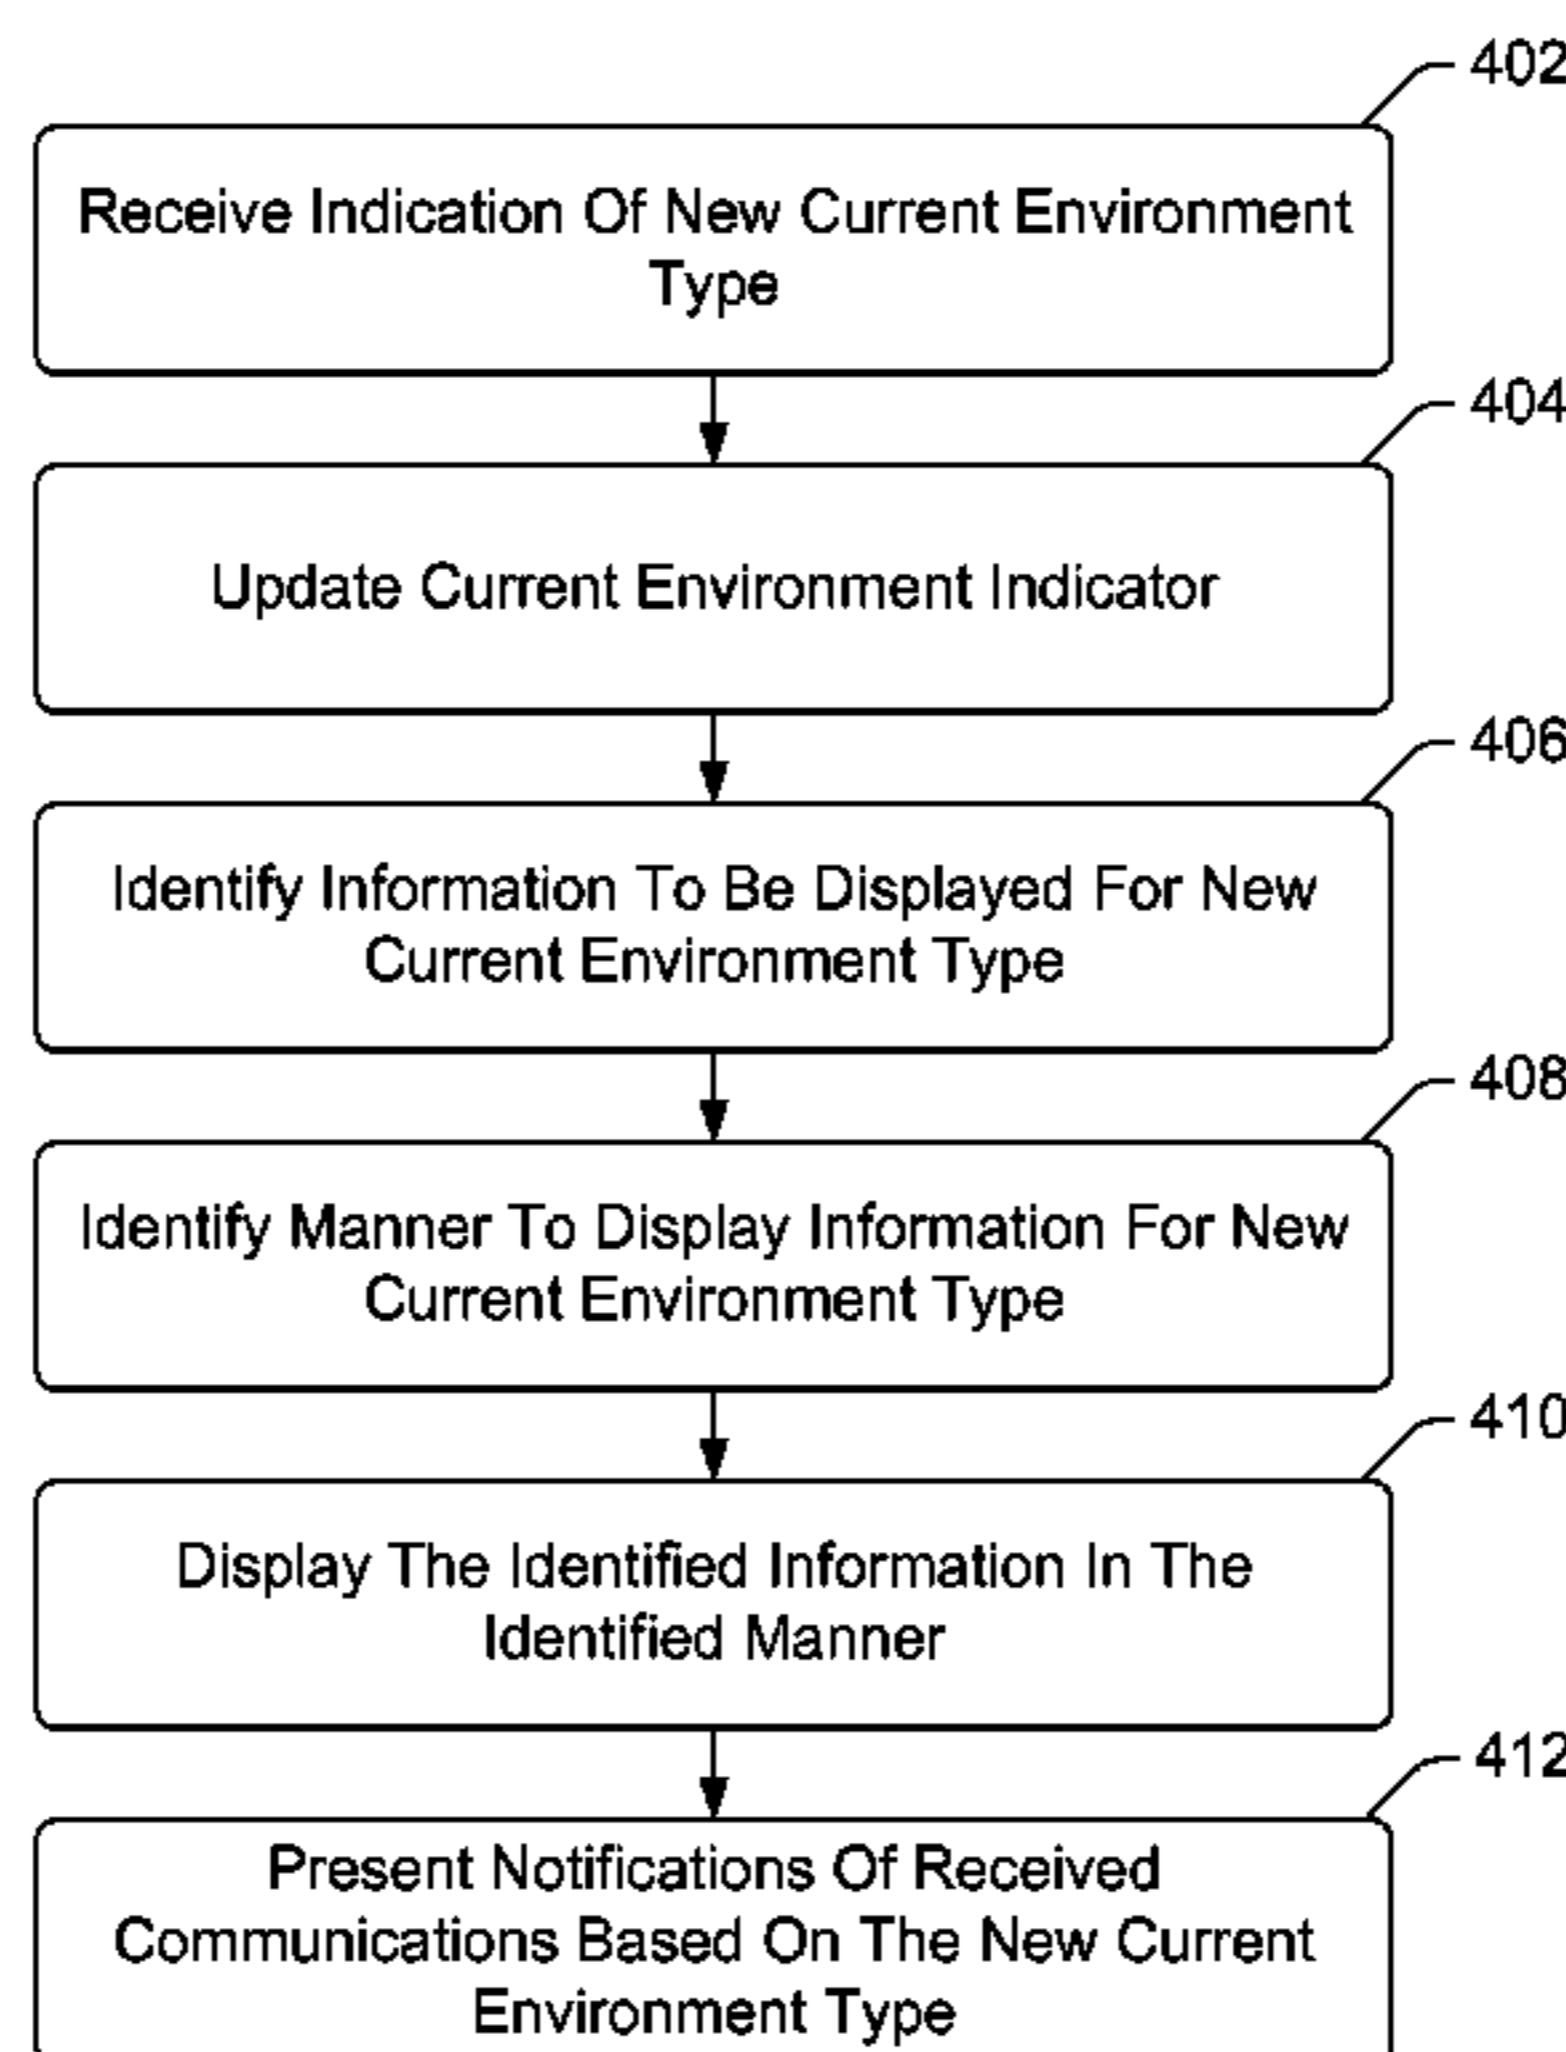 402
Receive Indication Of New Current Environment
Type
404
Update Current Environment Indicator
406
Identify Information To Be Displayed For New
Current Environment Type
408
Identify Manner To Display Information For New
Current Environment Type
410
Display The Identified Information In The
Identified Manner
412
Present Notifications Of Received
Communications Based On The New Current
Environment Type